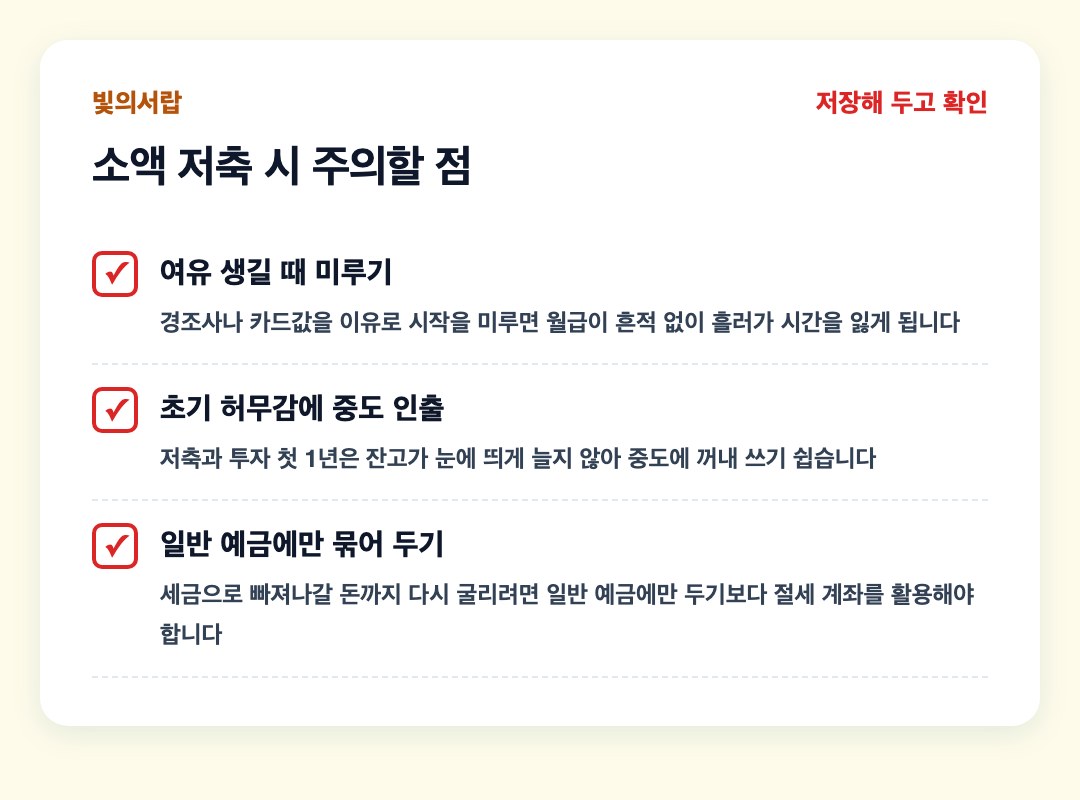 빛의서랍
저장해 두고 확인
소액 저축 시 주의할 점
여유 생길 때 미루기
경조사나 카드값을 이유로 시작을 미루면 월급이 흔적 없이 흘러가 시간을 잃게 됩니다
초기 허무감에 중도 인출
저축과 투자 첫 1년은 잔고가 눈에 띄게 늘지 않아 중도에 꺼내 쓰기 쉽습니다
일반 예금에만 묶어 두기
세금으로 빠져나갈 돈까지 다시 굴리려면 일반 예금에만 두기보다 절세 계좌를 활용해야
합니다